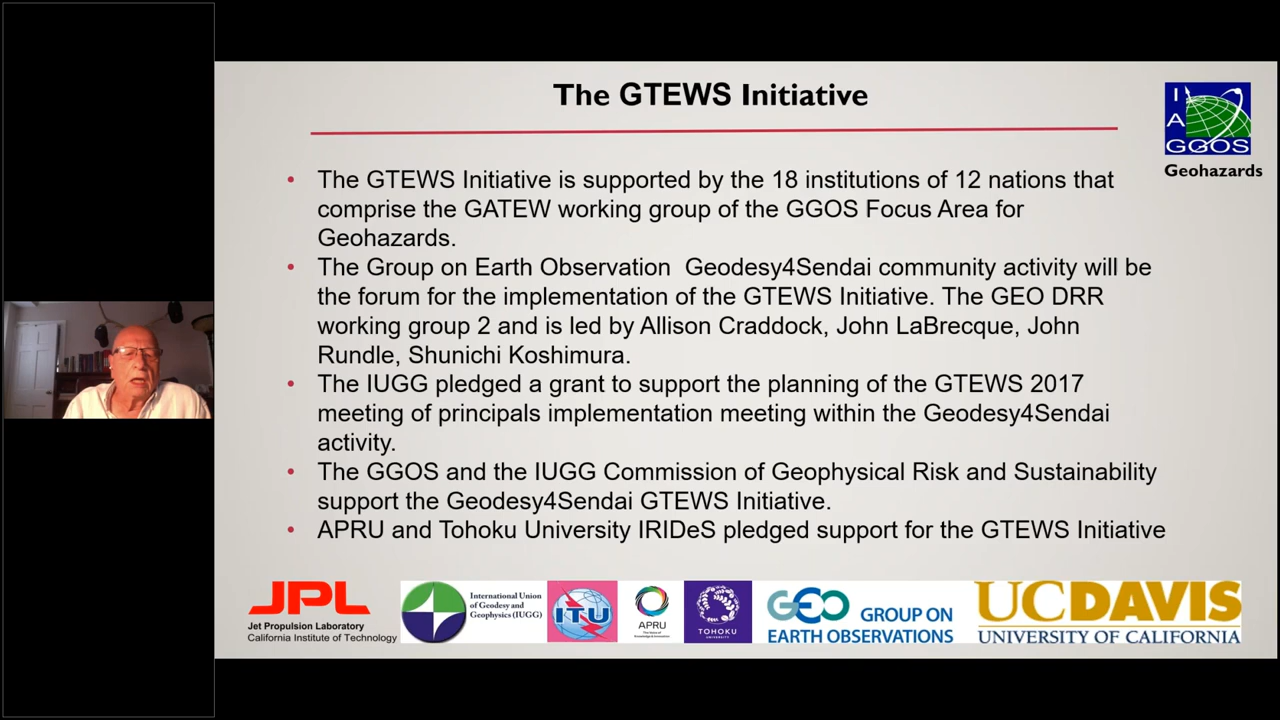 The GTEWS Initiative
I
A
GGOS
Geohazards
• The GTEWS Initiative is supported by the 18 institutions of 12 nations that
comprise the GATEW working group of the GGOS Focus Area for
Geohazards.
• The Group on Earth Observation  Geodesy4Sendai community activity will be
the forum for the implementation of the GTEWS Initiative. The GEO DRR
working group 2 and is led by Allison Craddock, John LaBrecque, John
Rundle, Shunichi Koshimura.
• The IUGG pledged a grant to support the planning of the GTEWS 2017
meeting of principals implementation meeting within the Geodesy4Sendai
activity.
• The GGOS and the IUGG Commission of Geophysical Risk and Sustainability
support the Geodesy4Sendai GTEWS Initiative.
• APRU and Tohoku University IRIDeS pledged support for the GTEWS Initiative
JPL
Jet Propulsion Laboratory
California Institute of Technology
International Union
of Geodesy and
Geophysics (IUGG)
ITU
APRU
TOHOKU
UNIVERSITY
GEO GROUP ON
EARTH OBSERVATIONS
UCDAVIS
UNIVERSITY OF CALIFORNIA